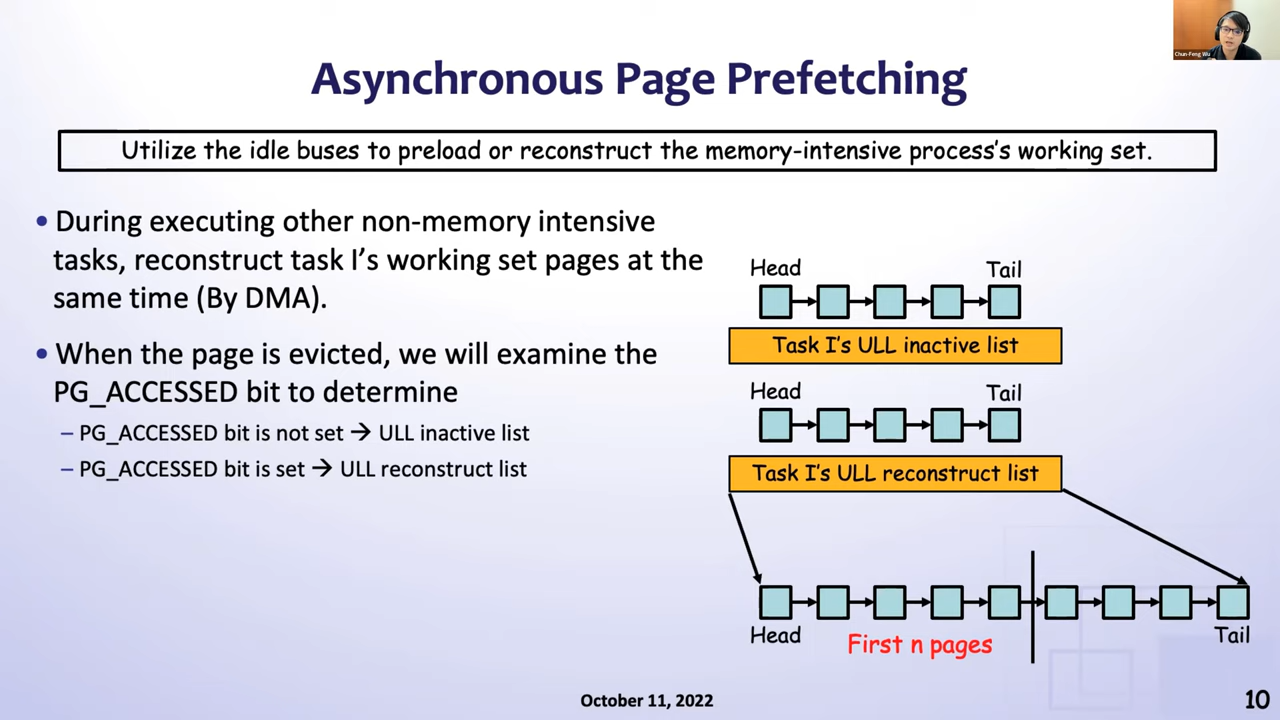 Chun-Feng Wu
Asynchronous Page Prefetching
Utilize the idle buses to preload or reconstruct the memory-intensive process's working set.
• During executing other non-memory intensive
tasks, reconstruct task I's working set pages at the
same time (By DMA).
• When the page is evicted, we will examine the
PG_ACCESSED bit to determine
– PG_ACCESSED bit is not set → ULL inactive list
– PG_ACCESSED bit is set → ULL reconstruct list
Head Tail
Task I's ULL inactive list
Head Tail
Task I's ULL reconstruct list
Head First n pages Tail
October 11, 2022
10